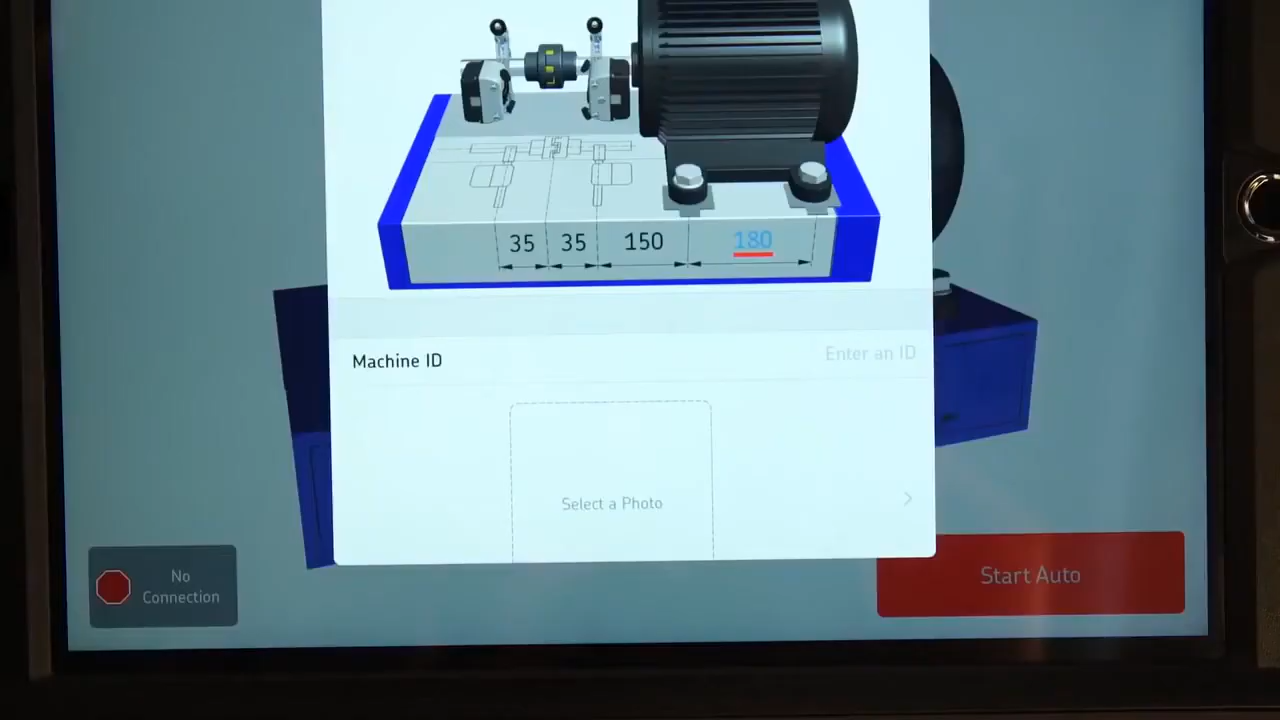 35 35 150 180
Machine ID
Enter an ID
Select a Photo
No
Connection
Start Auto